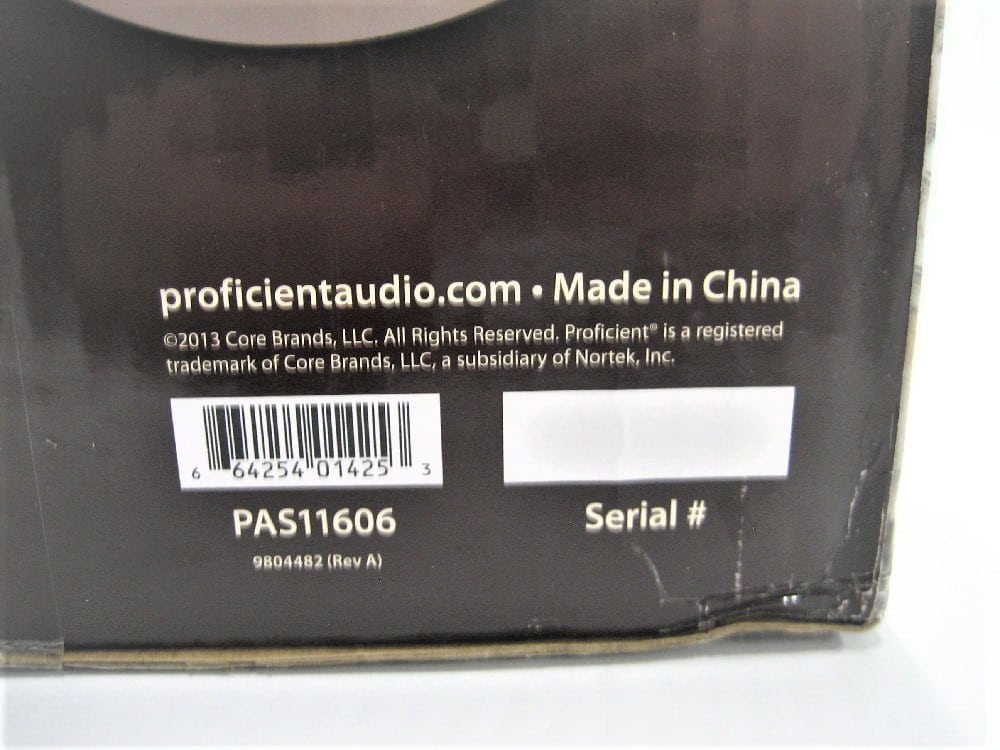 proficientaudio.com • Made in China
©2013 Core Brands, LLC. All Rights Reserved. Proficient® is a registered
trademark of Core Brands, LLC, a subsidiary of Nortek, Inc.
6 64254 01425 3
PAS11606
Serial #
9804482 (Rev A)